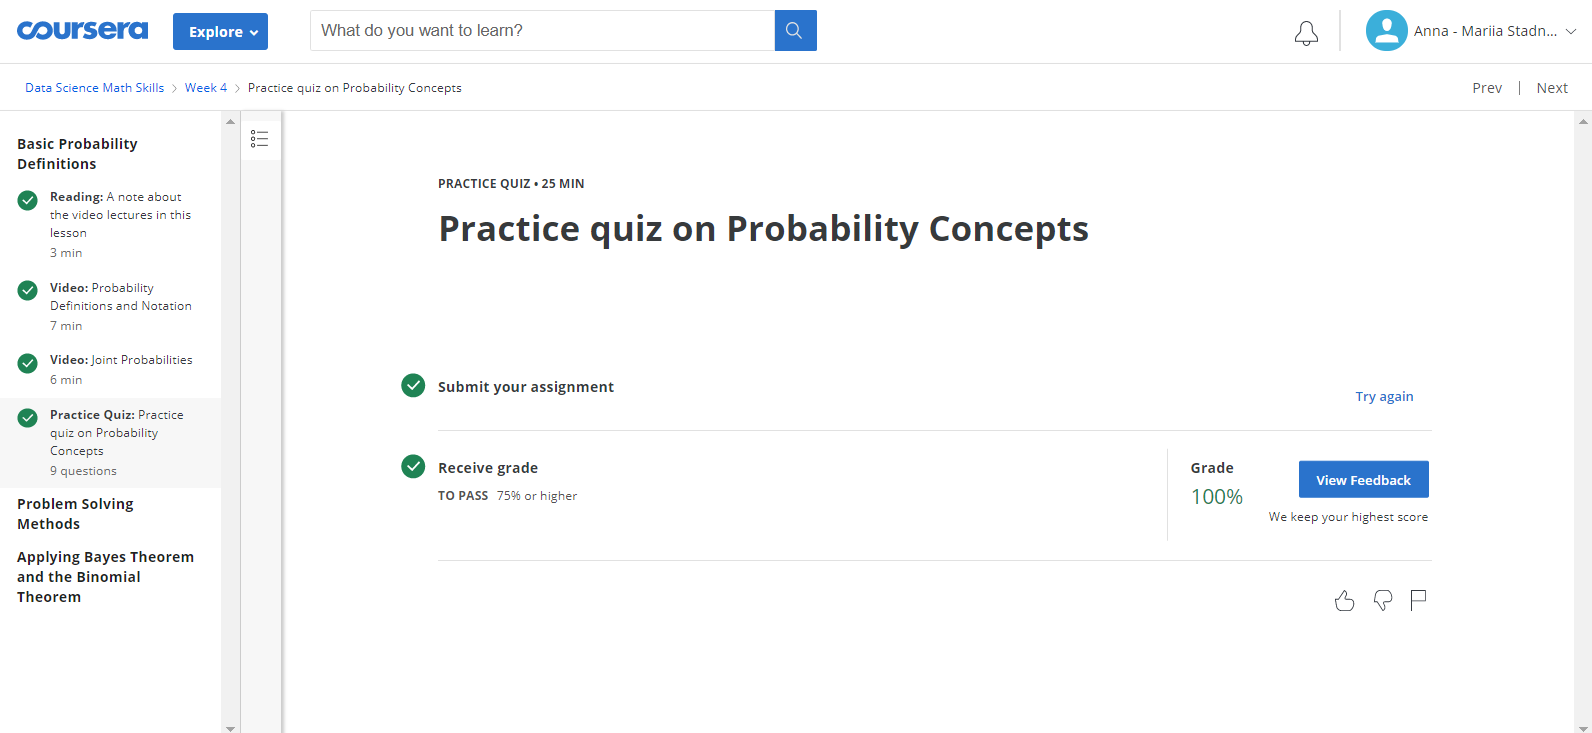 coursera
Explore
What do you want to learn?
Anna - Mariia Stadn...
Data Science Math Skills
Week 4
Practice quiz on Probability Concepts
Prev
Next
Basic Probability
Definitions
Reading: A note about
the video lectures in this
lesson
3 min
Video: Probability
Definitions and Notation
7 min
Video: Joint Probabilities
6 min
Practice Quiz: Practice
quiz on Probability
Concepts
9 questions
Problem Solving
Methods
Applying Bayes Theorem
and the Binomial
Theorem
PRACTICE QUIZ • 25 MIN
Practice quiz on Probability Concepts
Submit your assignment
Try again
Receive grade
TO PASS 75% or higher
Grade
100%
View Feedback
We keep your highest score